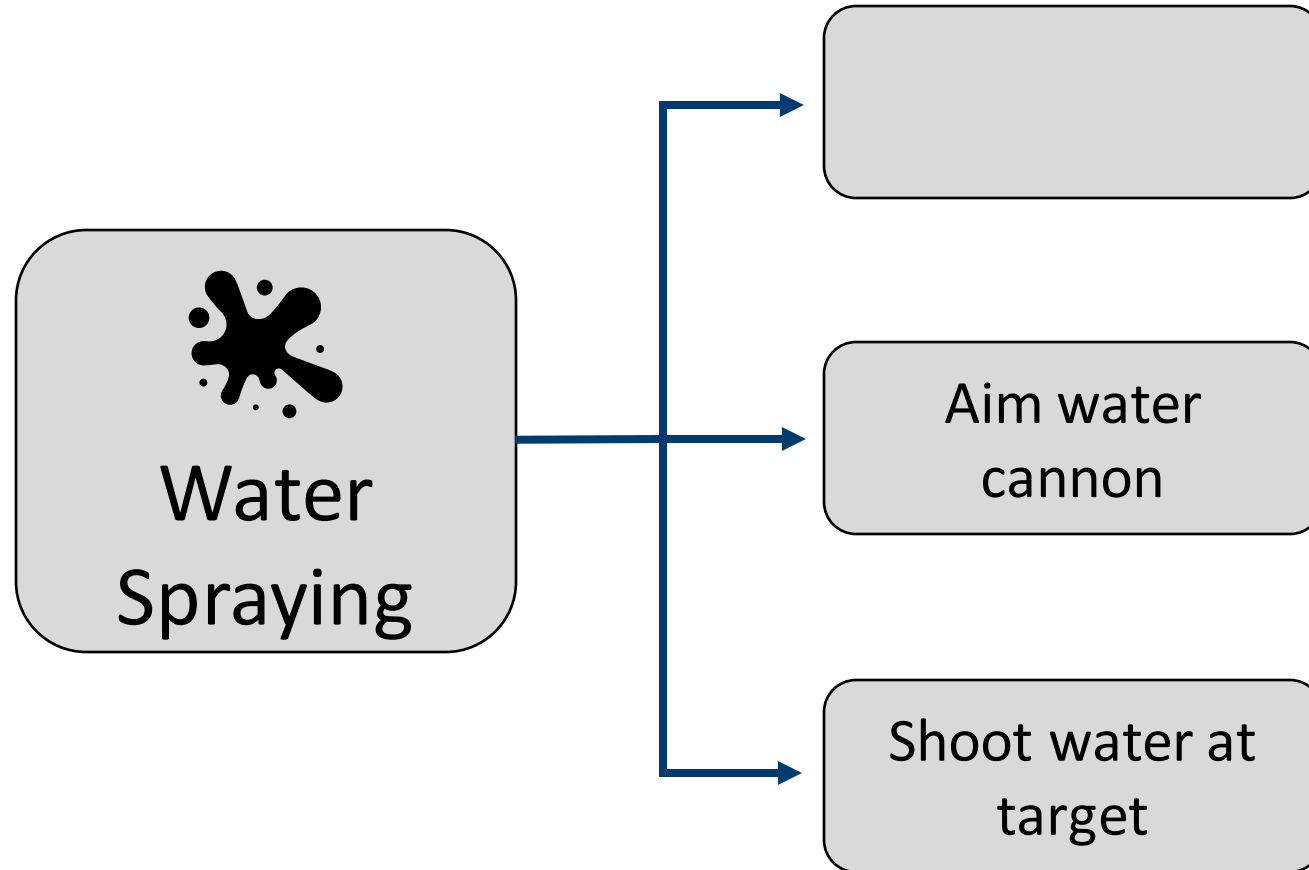 Water
Spraying
Aim water
cannon
Shoot water at
target